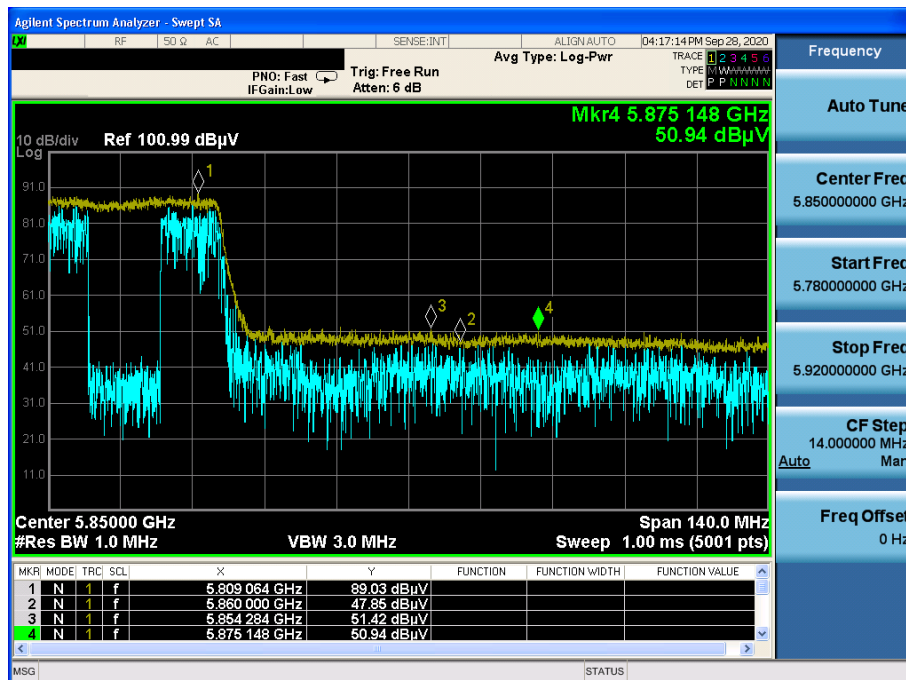 Agilent Spectrum Analyzer - Swept SA
LXI RF 50 Ω AC SENSE:INT ALIGN AUTO 04:17:14 PM Sep 28, 2020
Frequency
PNO: Fast Trig: Free Run Avg Type: Log-Pwr TRACE 1 2 3 4 5 6
IFGain:Low Atten: 6 dB TYPE M W W W W W
DET P P N N N N
Auto Tune
Mkr4 5.875 148 GHz
50.94 dBµV
10 dB/div Ref 100.99 dBµV
Log
91.0
81.0
71.0
61.0
51.0
41.0
31.0
21.0
11.0
1
3
2
4
Center Freq
5.850000000 GHz
Start Freq
5.780000000 GHz
Stop Freq
5.920000000 GHz
CF Step
14.000000 MHz
Auto Man
Freq Offset
0 Hz
Center 5.85000 GHz Span 140.0 MHz
#Res BW 1.0 MHz VBW 3.0 MHz Sweep 1.00 ms (5001 pts)
MKR MODE TRC SCL X Y FUNCTION FUNCTION WIDTH FUNCTION VALUE
1 N 1 f 5.809 064 GHz 89.03 dBµV
2 N 1 f 5.860 000 GHz 47.85 dBµV
3 N 1 f 5.854 284 GHz 51.42 dBµV
4 N 1 f 5.875 148 GHz 50.94 dBµV
MSG STATUS